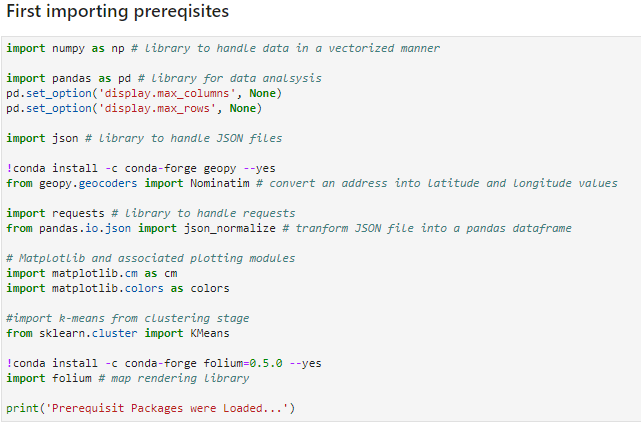 First importing prereqisites
import numpy as np # library to handle data in a vectorized manner
import pandas as pd # library for data analsysis
pd.set_option('display.max_columns', None)
pd.set_option('display.max_rows', None)
import json # library to handle JSON files
!conda install -c conda-forge geopy --yes
from geopy.geocoders import Nominatim # convert an address into latitude and longitude values
import requests # library to handle requests
from pandas.io.json import json_normalize # tranform JSON file into a pandas dataframe
# Matplotlib and associated plotting modules
import matplotlib.cm as cm
import matplotlib.colors as colors
#import k-means from clustering stage
from sklearn.cluster import KMeans
!conda install -c conda-forge folium=0.5.0 --yes
import folium # map rendering library
print('Prerequisit Packages were Loaded...')